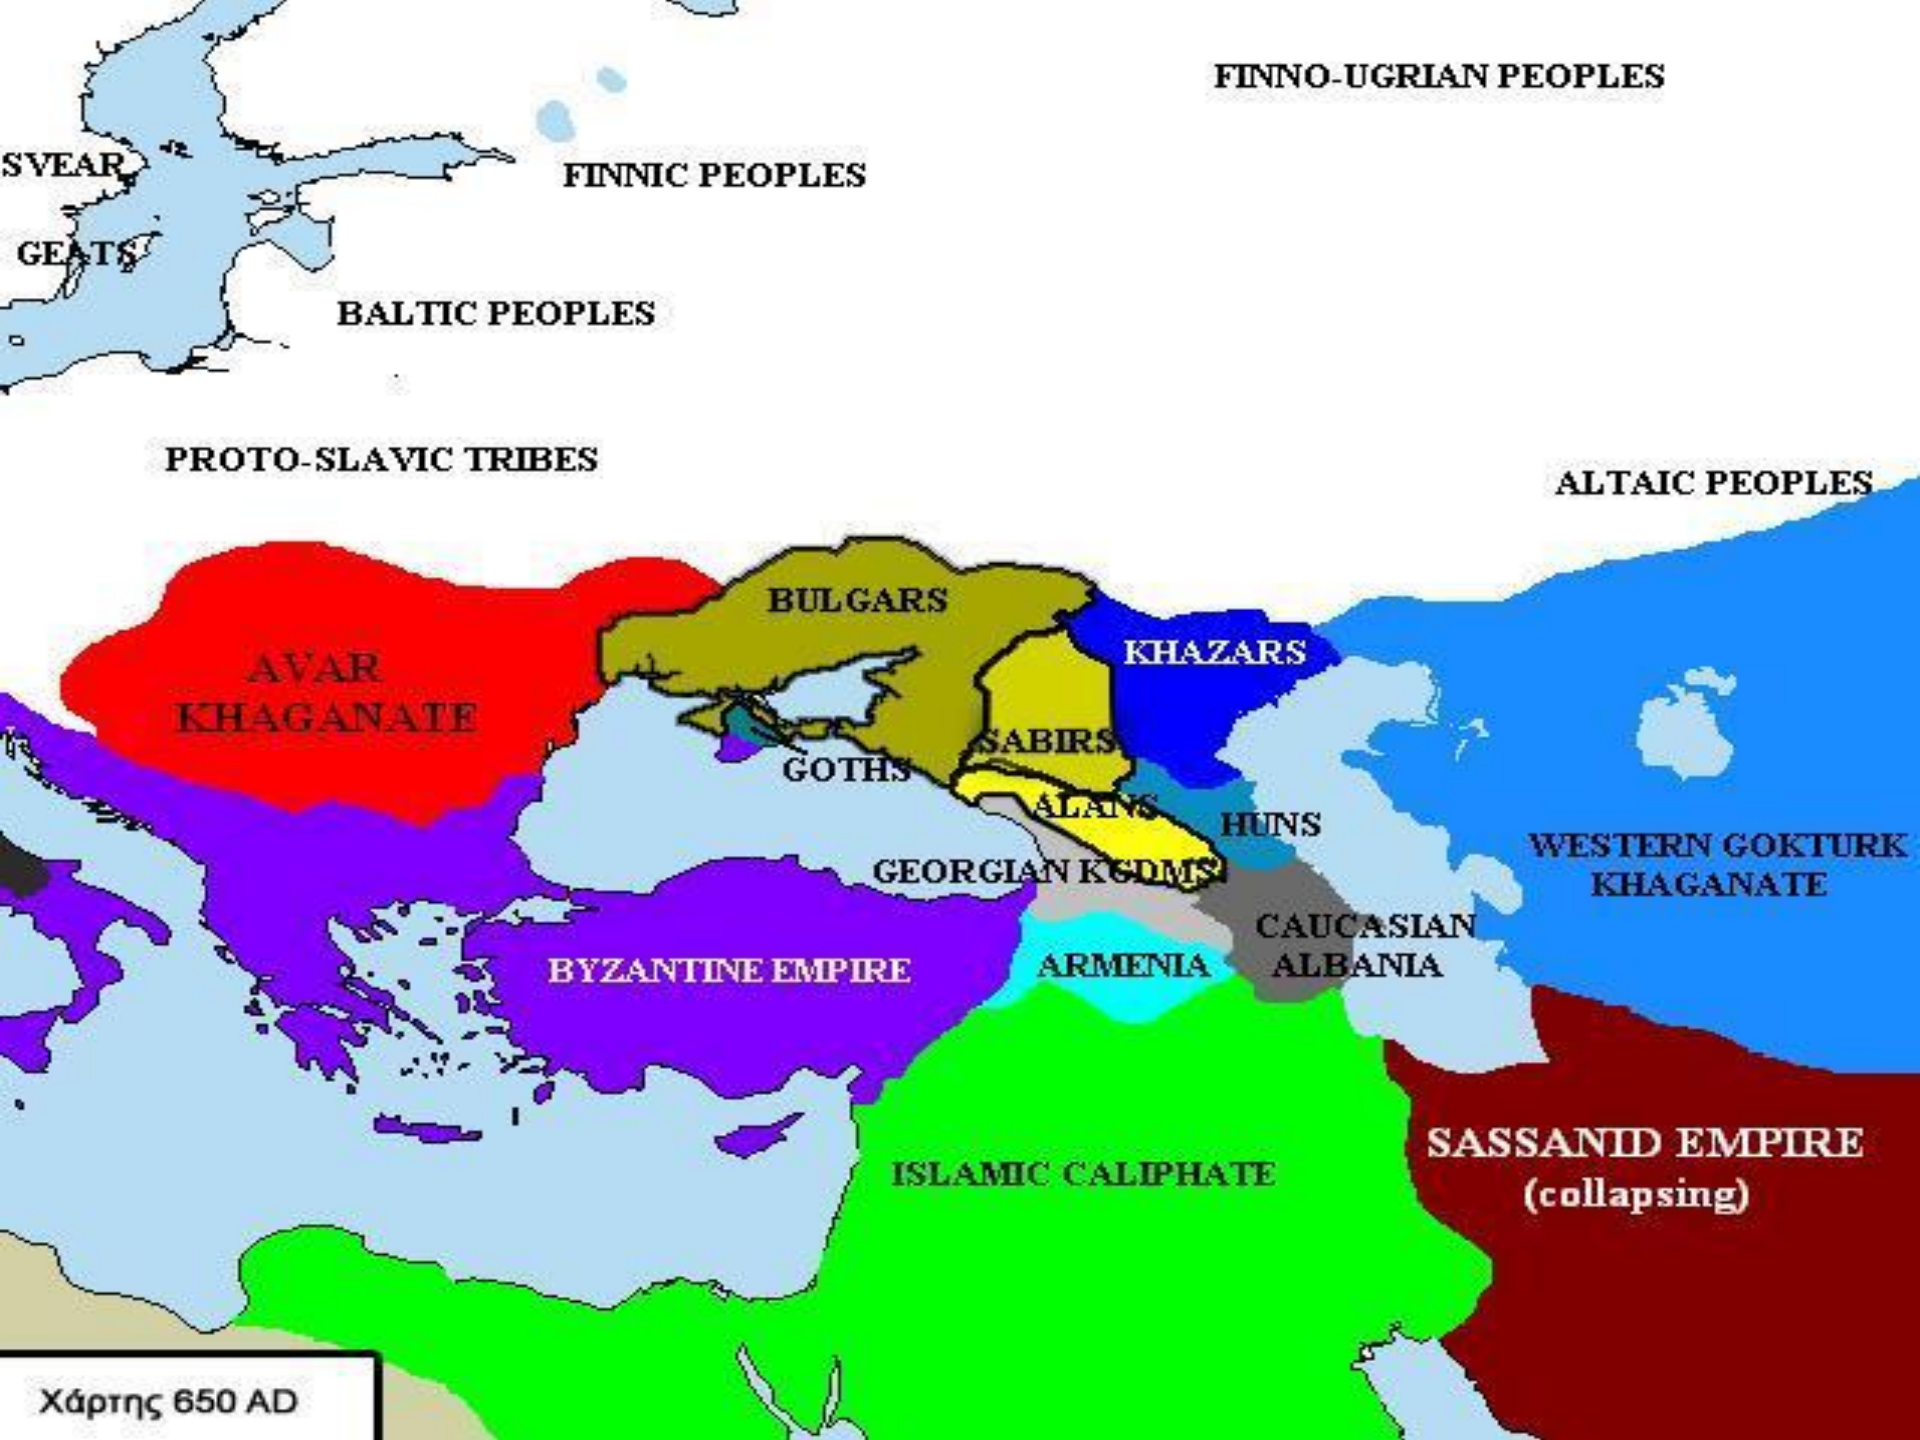 FINNO-UGRIAN PEOPLES
SVEAR
FINNIC PEOPLES
GEATS
BALTIC PEOPLES
PROTO-SLAVIC TRIBES
ALTAIC PEOPLES
BULGARS
AVAR
KHAGANATE
KHAZARS
SABIRS
GOTHS
ALANS
HUNS
WESTERN GOKTURK
KHAGANATE
GEORGIAN KGDMS
CAUCASIAN
ALBANIA
BYZANTINE EMPIRE
ARMENIA
SASSANID EMPIRE
(collapsing)
ISLAMIC CALIPHATE
Χάρτης 650 AD